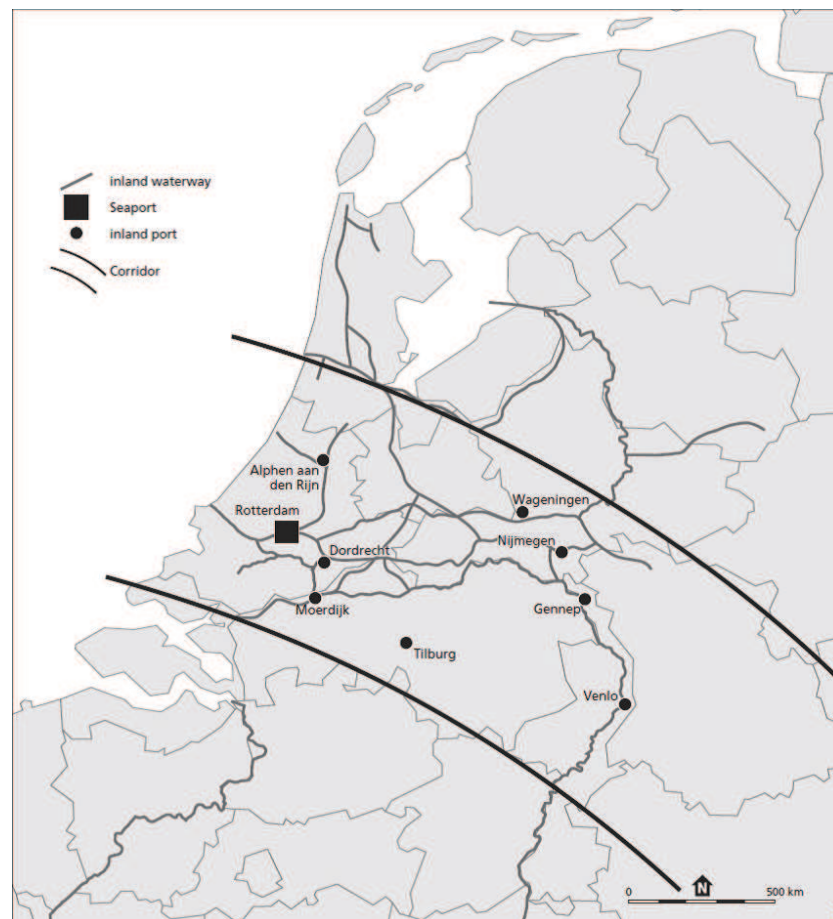 inland waterway
Seaport
inland port
Corridor
Alphen aan
den Rijn
Rotterdam
Wageningen
Dordrecht
Nijmegen
Moerdijk
Gennep
Tilburg
Venlo
N
0
500 km